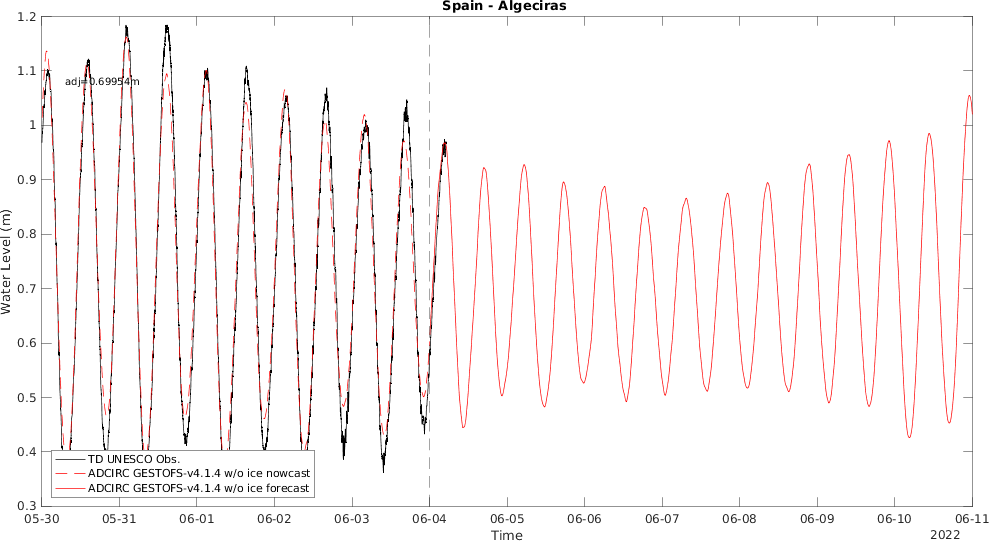 Spain - Algeciras
1.2
1.1
1
0.9
0.8
0.7
0.6
0.5
0.4
0.3
Water Level (m)
adj=0.69954m
TD UNESCO Obs.
ADCIRC GESTOFS-v4.1.4 w/o ice nowcast
ADCIRC GESTOFS-v4.1.4 w/o ice forecast
05-30 05-31 06-01 06-02 06-03 06-04 06-05 06-06 06-07 06-08 06-09 06-10 06-11
Time
2022